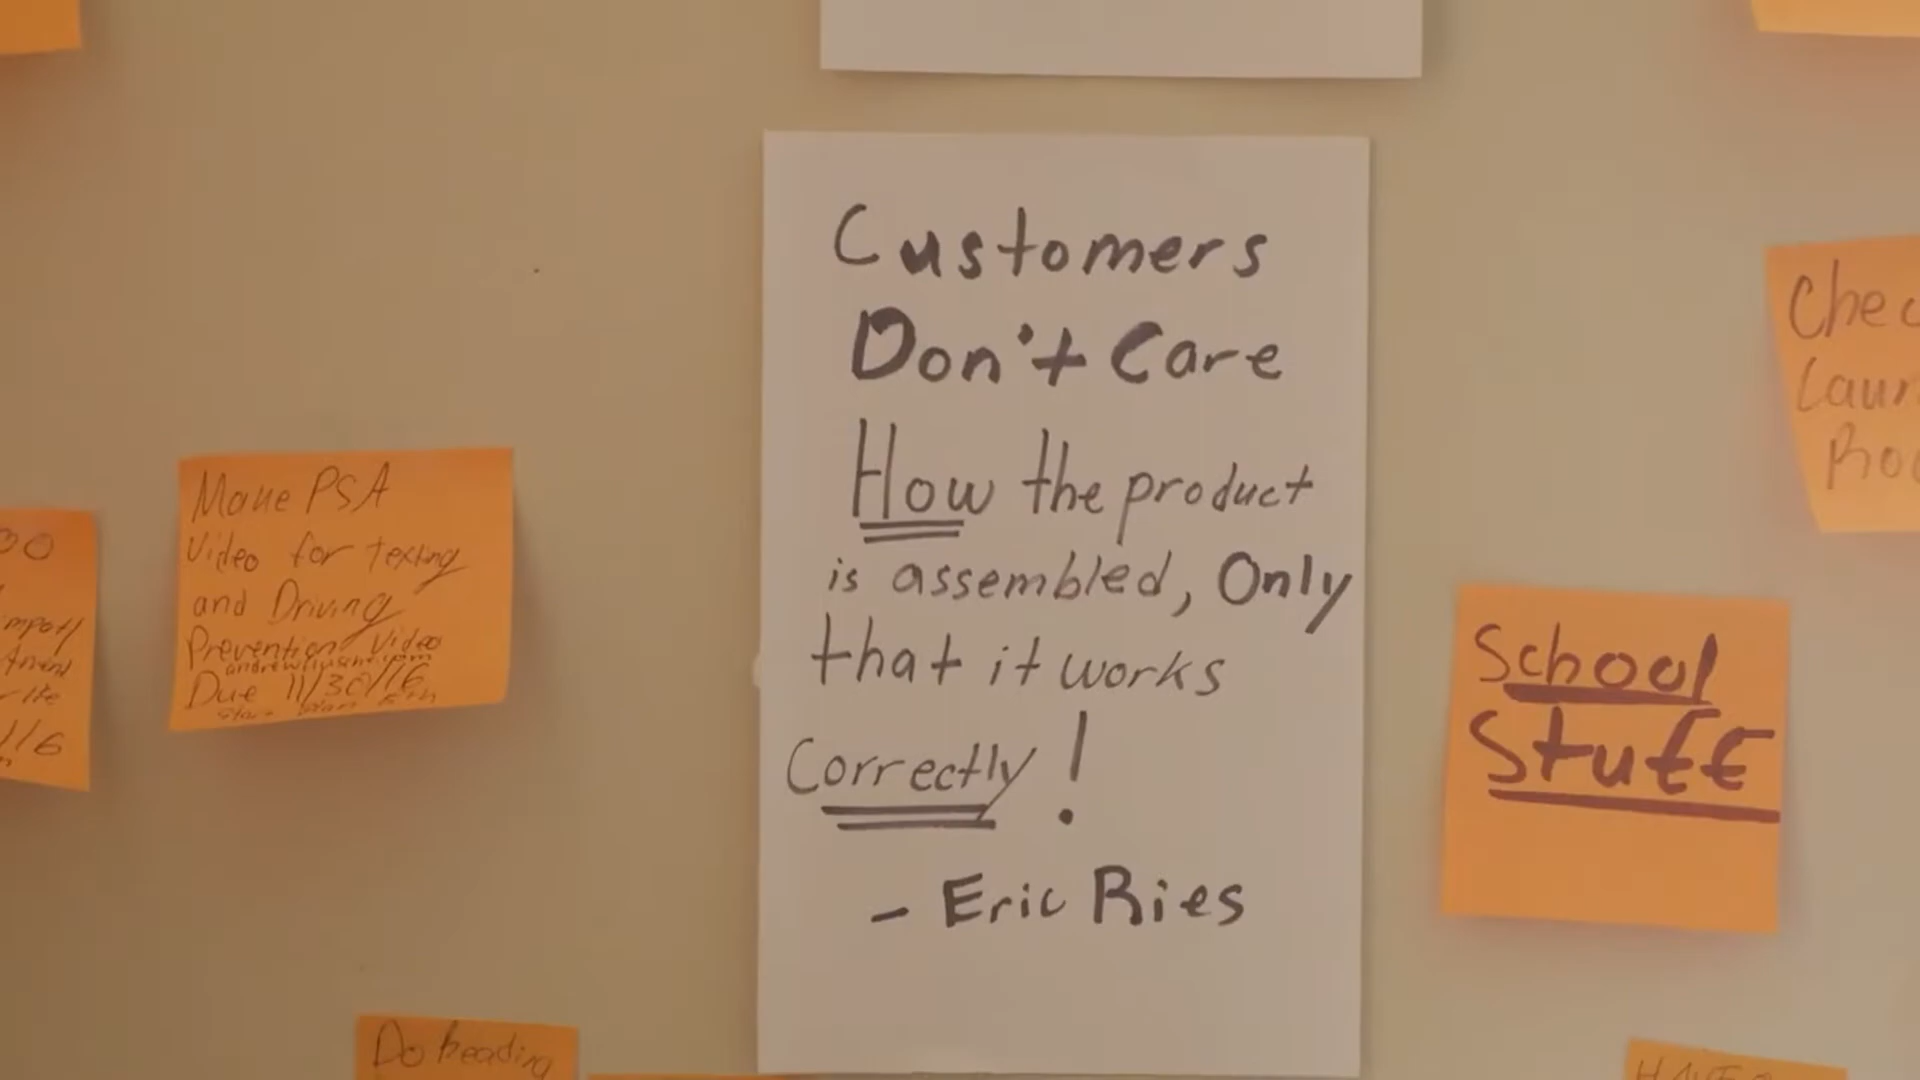 Customers
Don't Care
How the product
is assembled, Only
that it works
Correctly!
- Eric Ries
Make PSA
Video for Texting
and Driving
Prevention Video
Due 11/30/16
School
Stuff
Do Reading